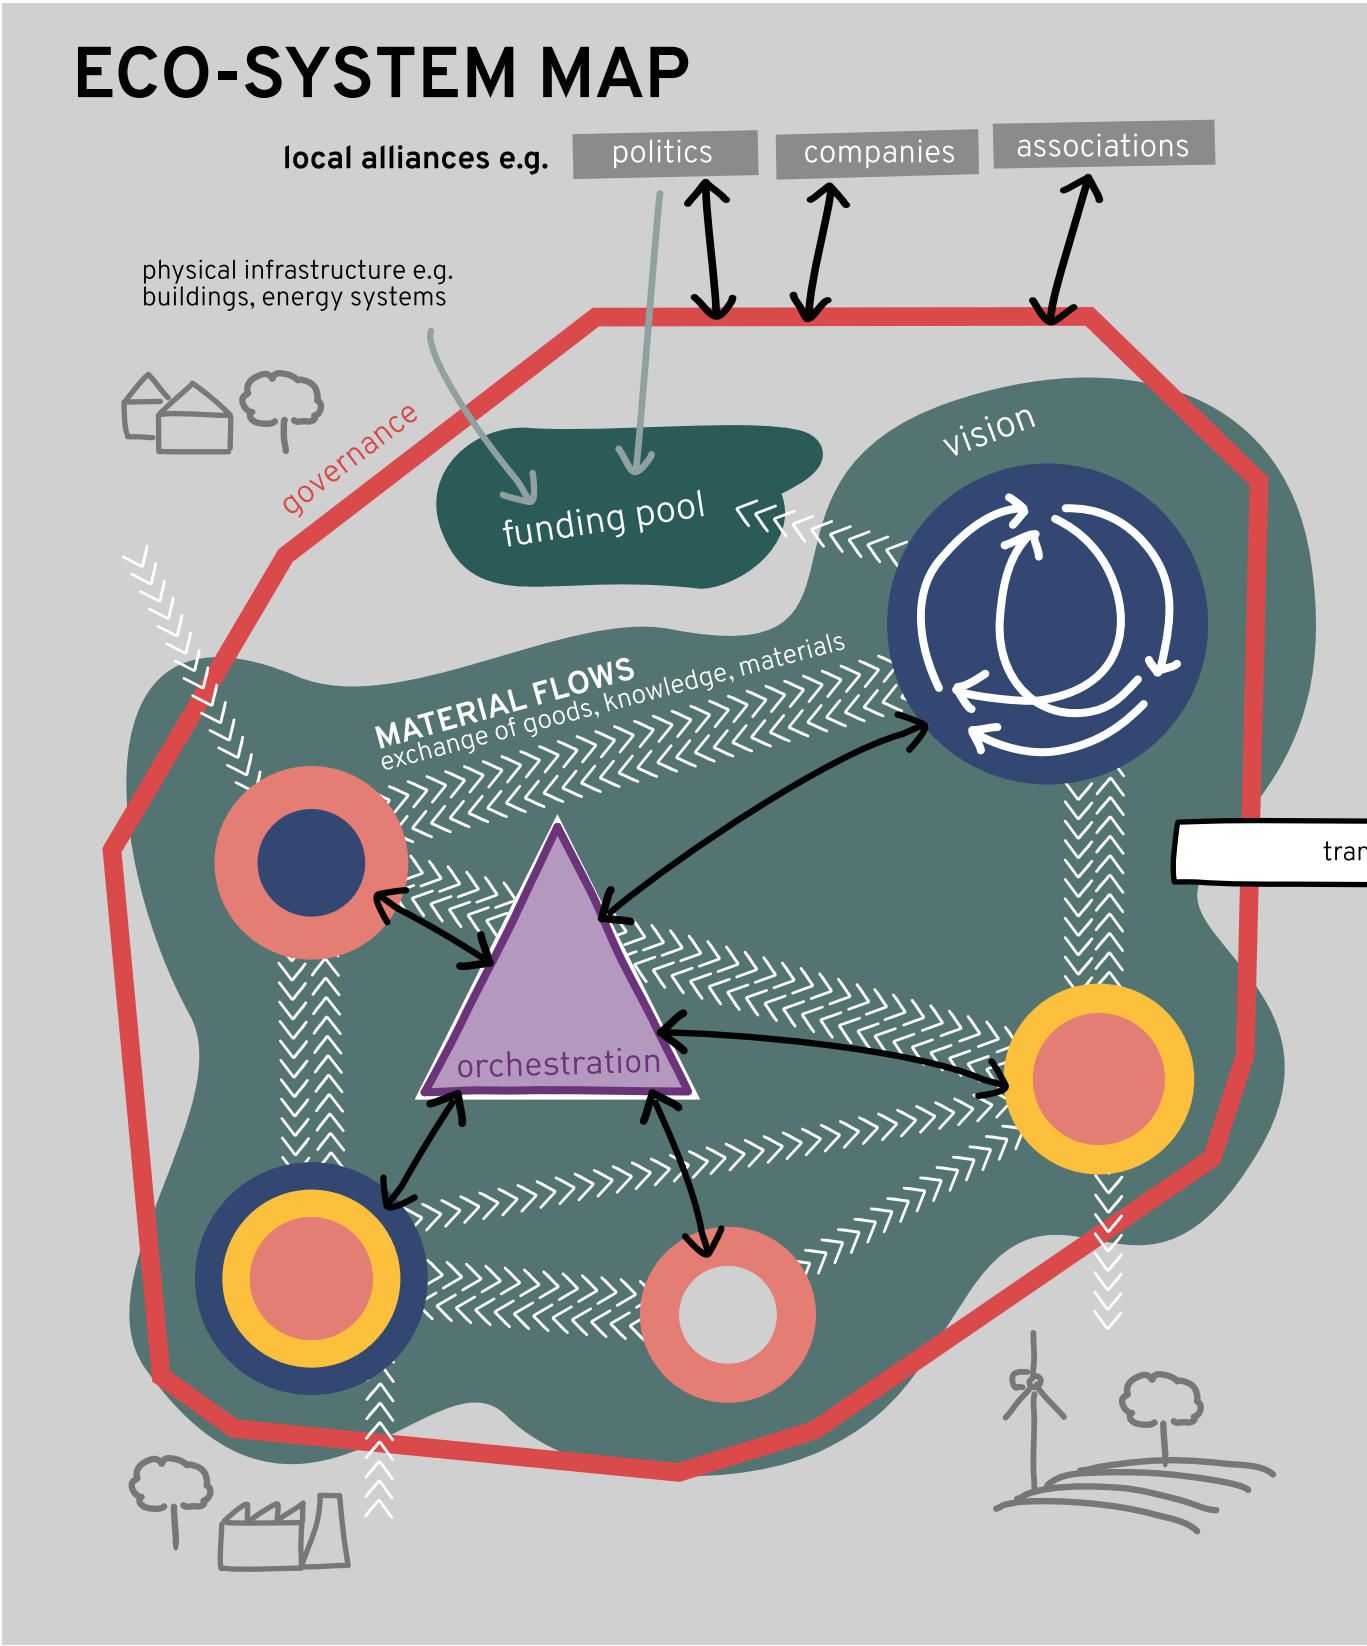 ECO-SYSTEM MAP
local alliances e.g.
politics
companies
associations
physical infrastructure e.g.
buildings, energy systems
governance
vision
funding pool
MATERIAL FLOWS
exchange of goods, knowledge, materials
orchestration